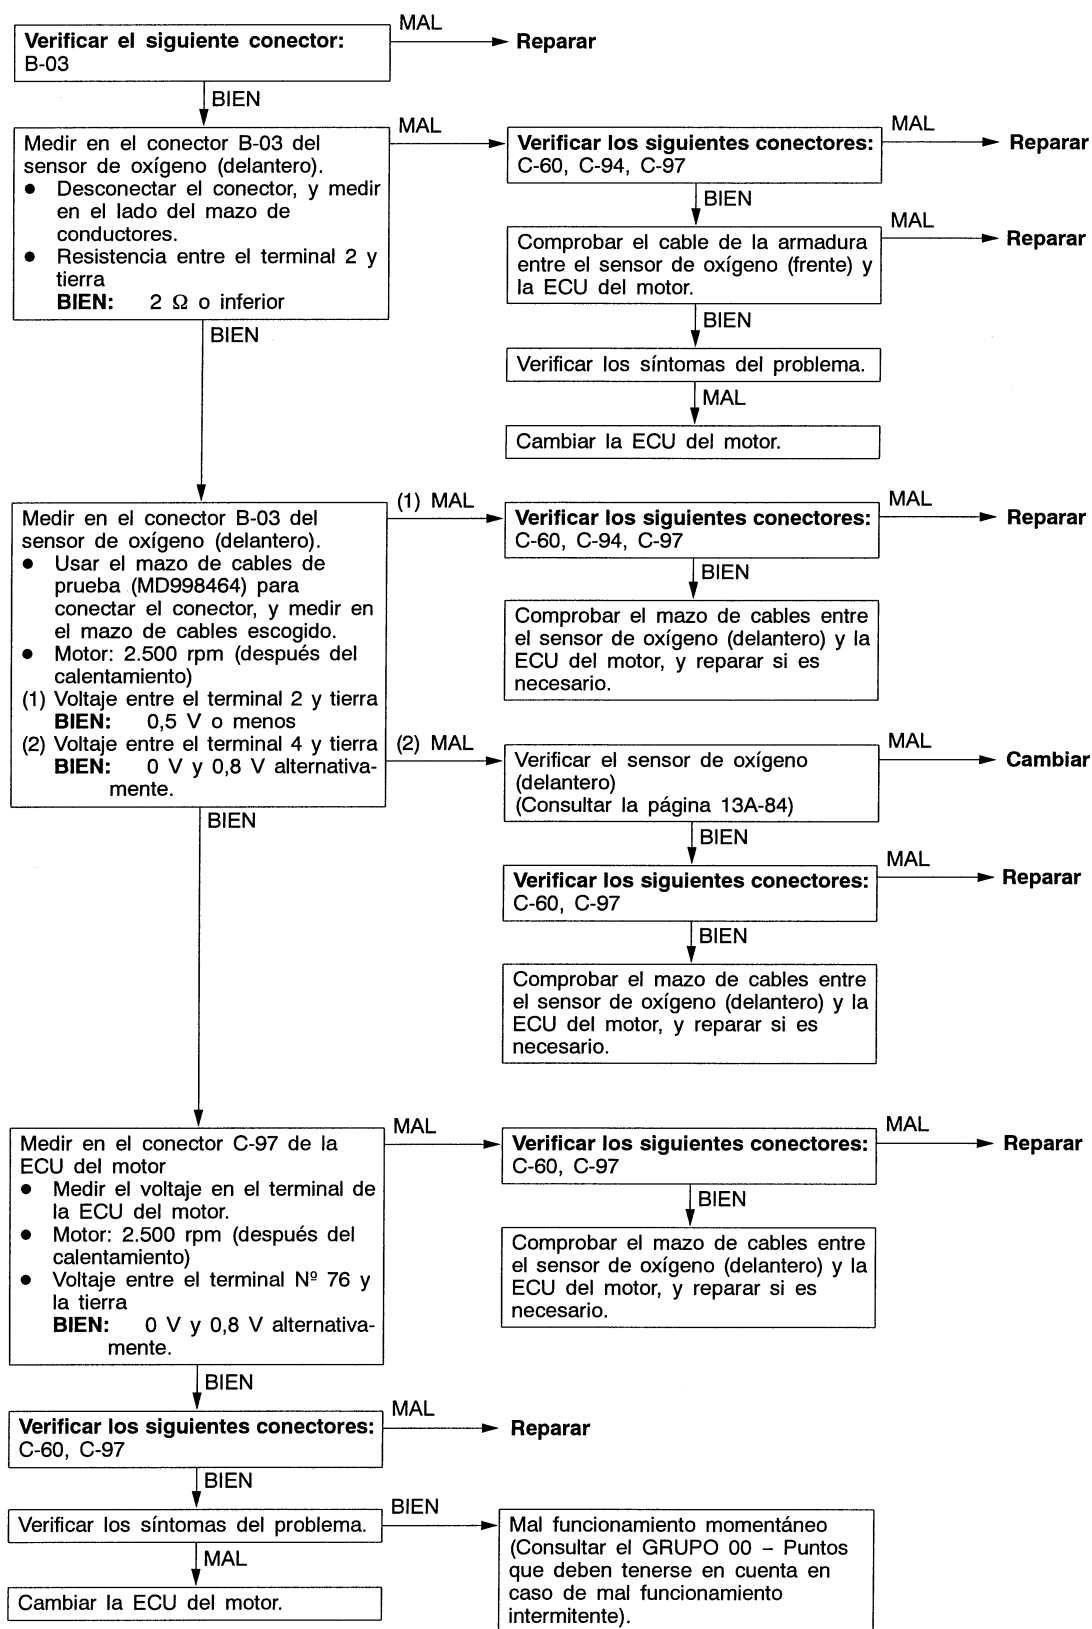 Verificar el siguiente conector:
B-03
MAL
Reparar
BIEN
Medir en el conector B-03 del
sensor de oxígeno (delantero).
● Desconectar el conector, y medir
en el lado del mazo de
conductores.
● Resistencia entre el terminal 2 y
tierra
BIEN: 2 Ω o inferior
MAL
Verificar los siguientes conectores:
C-60, C-94, C-97
MAL
Reparar
BIEN
Comprobar el cable de la armadura
entre el sensor de oxígeno (frente) y
la ECU del motor.
MAL
Reparar
BIEN
Verificar los síntomas del problema.
MAL
Cambiar la ECU del motor.
BIEN
Medir en el conector B-03 del
sensor de oxígeno (delantero).
● Usar el mazo de cables de
prueba (MD998464) para
conectar el conector, y medir en
el mazo de cables escogido.
● Motor: 2.500 rpm (después del
calentamiento)
(1) Voltaje entre el terminal 2 y tierra
BIEN: 0,5 V o menos
(2) Voltaje entre el terminal 4 y tierra
BIEN: 0 V y 0,8 V alternativa-
mente.
(1) MAL
Verificar los siguientes conectores:
C-60, C-94, C-97
MAL
Reparar
BIEN
Comprobar el mazo de cables entre
el sensor de oxígeno (delantero) y la
ECU del motor, y reparar si es
necesario.
(2) MAL
Verificar el sensor de oxígeno
(delantero)
(Consultar la página 13A-84)
MAL
Cambiar
BIEN
Verificar los siguientes conectores:
C-60, C-97
MAL
Reparar
BIEN
Comprobar el mazo de cables entre
el sensor de oxígeno (delantero) y la
ECU del motor, y reparar si es
necesario.
BIEN
Medir en el conector C-97 de la
ECU del motor
● Medir el voltaje en el terminal de
la ECU del motor.
● Motor: 2.500 rpm (después del
calentamiento)
● Voltaje entre el terminal Nº 76 y
la tierra
BIEN: 0 V y 0,8 V alternativa-
mente.
MAL
Verificar los siguientes conectores:
C-60, C-97
MAL
Reparar
BIEN
Comprobar el mazo de cables entre
el sensor de oxígeno (delantero) y la
ECU del motor, y reparar si es
necesario.
BIEN
Verificar los siguientes conectores:
C-60, C-97
MAL
Reparar
BIEN
Verificar los síntomas del problema.
BIEN
Mal funcionamiento momentáneo
(Consultar el GRUPO 00 – Puntos
que deben tenerse en cuenta en
caso de mal funcionamiento
intermitente).
MAL
Cambiar la ECU del motor.